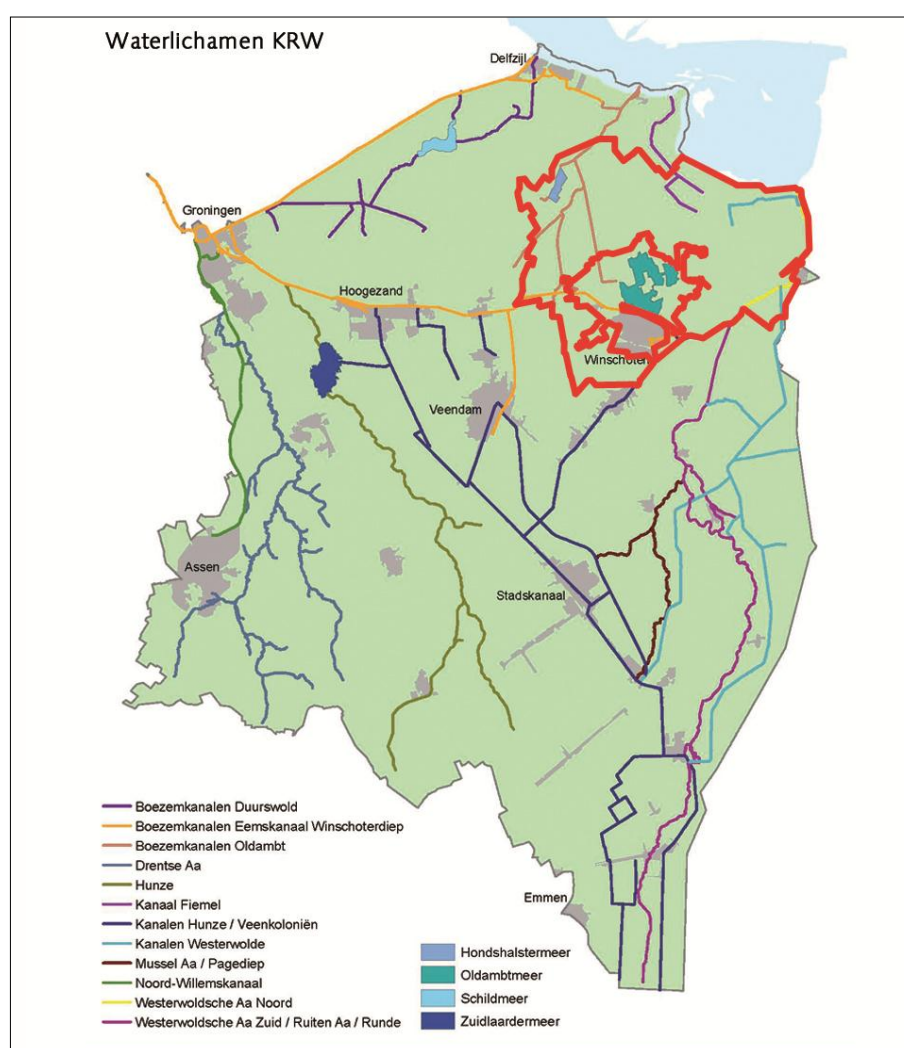 Waterlichamen KRW
Delfzijl
Groningen
Hoogezand
Winschoten
Veendam
Assen
Stadskanaal
Emmen
Boezemkanalen Duurswold
Boezemkanalen Eemskanaal Winschoterdiep
Boezemkanalen Oldambt
Drentse Aa
Hunze
Kanaal Fiemel
Kanalen Hunze / Veenkoloniën
Kanalen Westerwolde
Mussel Aa / Pagediep
Noord-Willemskanaal
Westerwoldsche Aa Noord
Westerwoldsche Aa Zuid / Ruiten Aa / Runde
Hondshalstermeer
Oldambtmeer
Schildmeer
Zuidlaardermeer